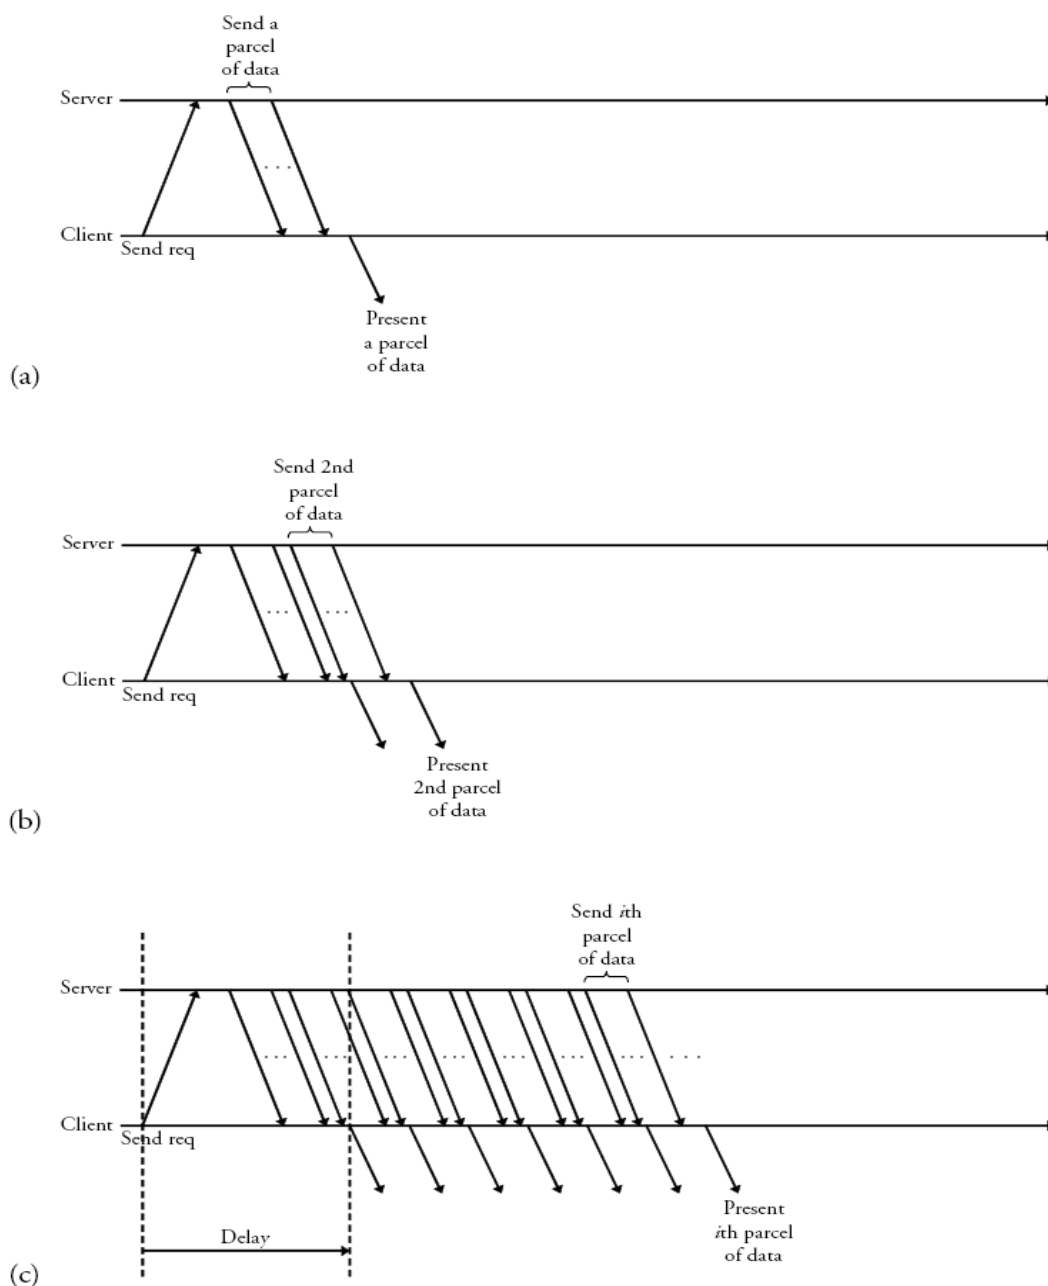 Send a
parcel
of data
Server
. . .
Client
Send req
Present
a parcel
of data
(a)
Send 2nd
parcel
of data
Server
. . . . . .
Client
Send req
Present
2nd parcel
of data
(b)
Send ith
parcel
of data
Server
. . . . . . . . . . . . . . . . . . . . . . . .
Client
Send req
Present
ith parcel
of data
Delay
(c)